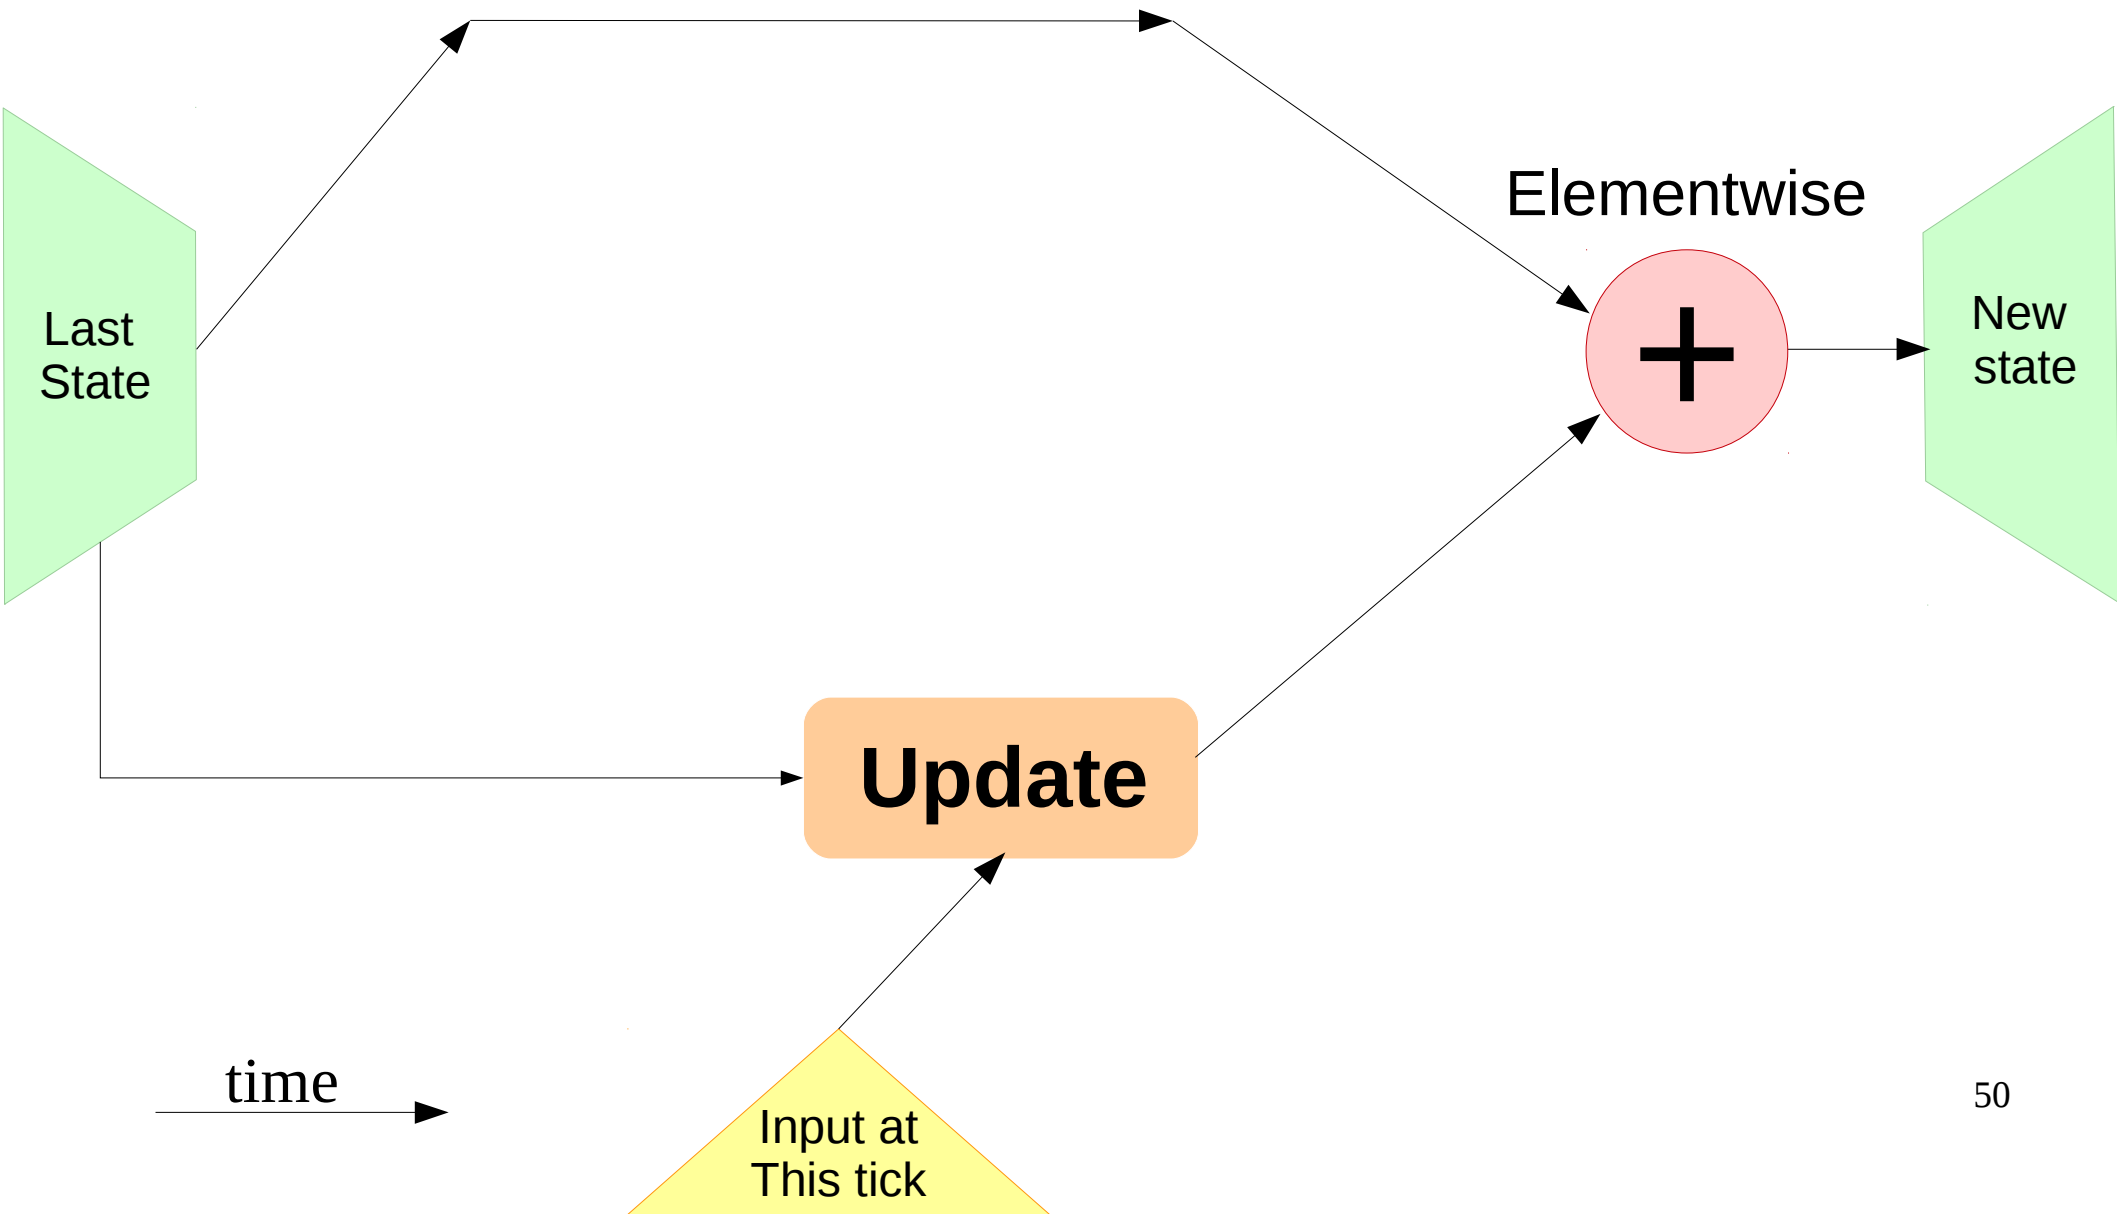 Elementwise
Last
State
+
New
state
Update
time
Input at
This tick
50